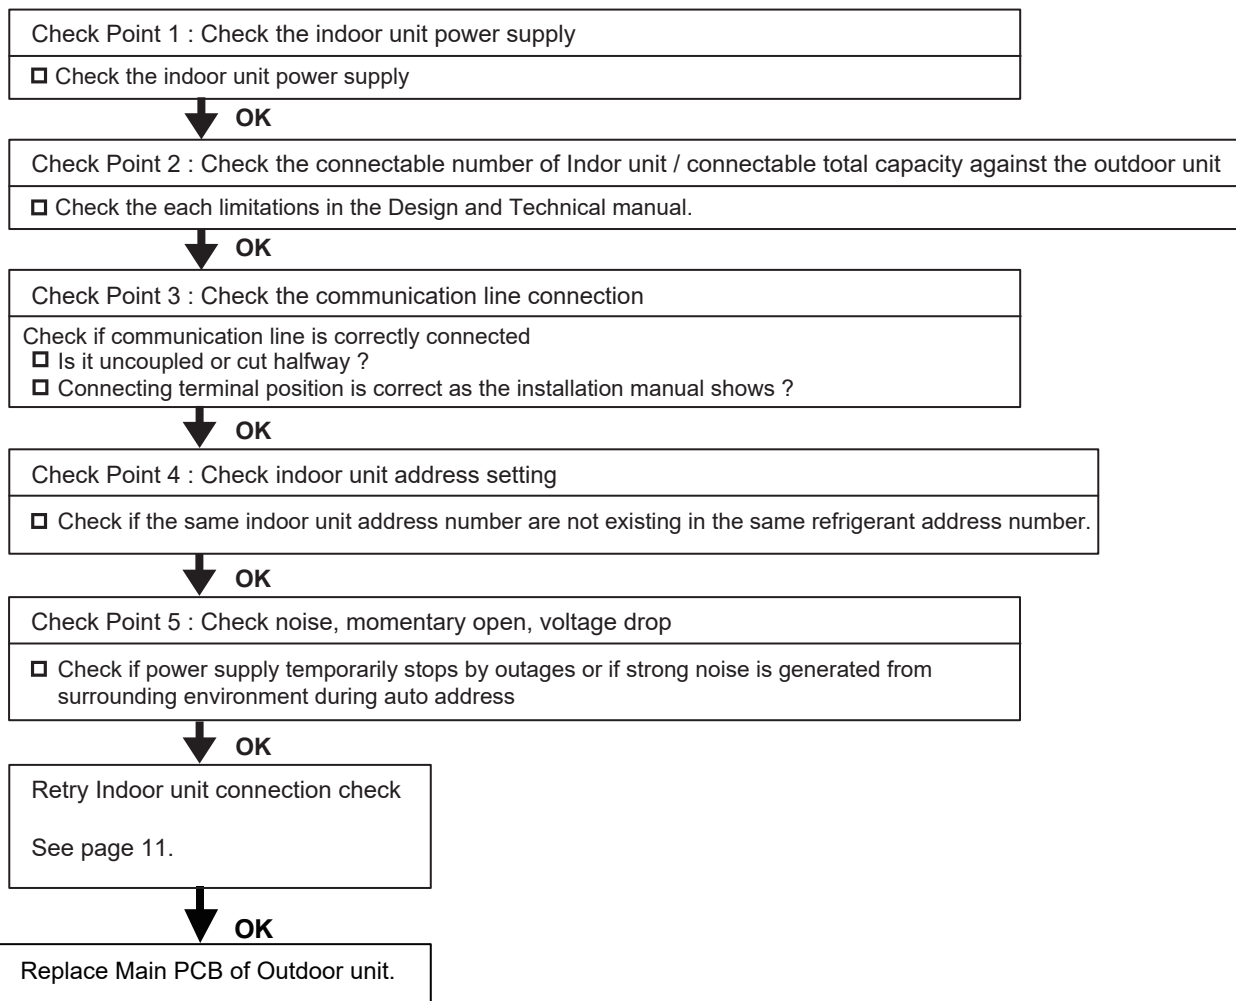 Check Point 1 : Check the indoor unit power supply
Check the indoor unit power supply
OK
Check Point 2 : Check the connectable number of Indor unit / connectable total capacity against the outdoor unit
Check the each limitations in the Design and Technical manual.
OK
Check Point 3 : Check the communication line connection
Check if communication line is correctly connected
Is it uncoupled or cut halfway ?
Connecting terminal position is correct as the installation manual shows ?
OK
Check Point 4 : Check indoor unit address setting
Check if the same indoor unit address number are not existing in the same refrigerant address number.
OK
Check Point 5 : Check noise, momentary open, voltage drop
Check if power supply temporarily stops by outages or if strong noise is generated from
surrounding environment during auto address
OK
Retry Indoor unit connection check
See page 11.
OK
Replace Main PCB of Outdoor unit.